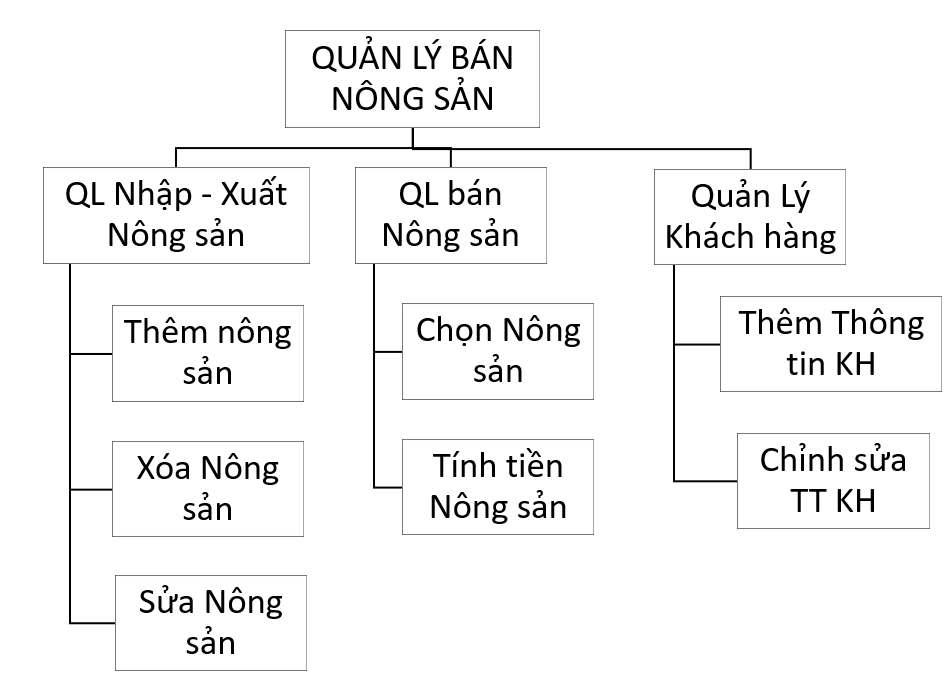 QUẢN LÝ BÁN
NÔNG SẢN
QL Nhập - Xuất
Nông sản
Thêm nông
sản
Xóa Nông
sản
Sửa Nông
sản
QL bán
Nông sản
Chọn Nông
sản
Tính tiền
Nông sản
Quản Lý
Khách hàng
Thêm Thông
tin KH
Chỉnh sửa
TT KH